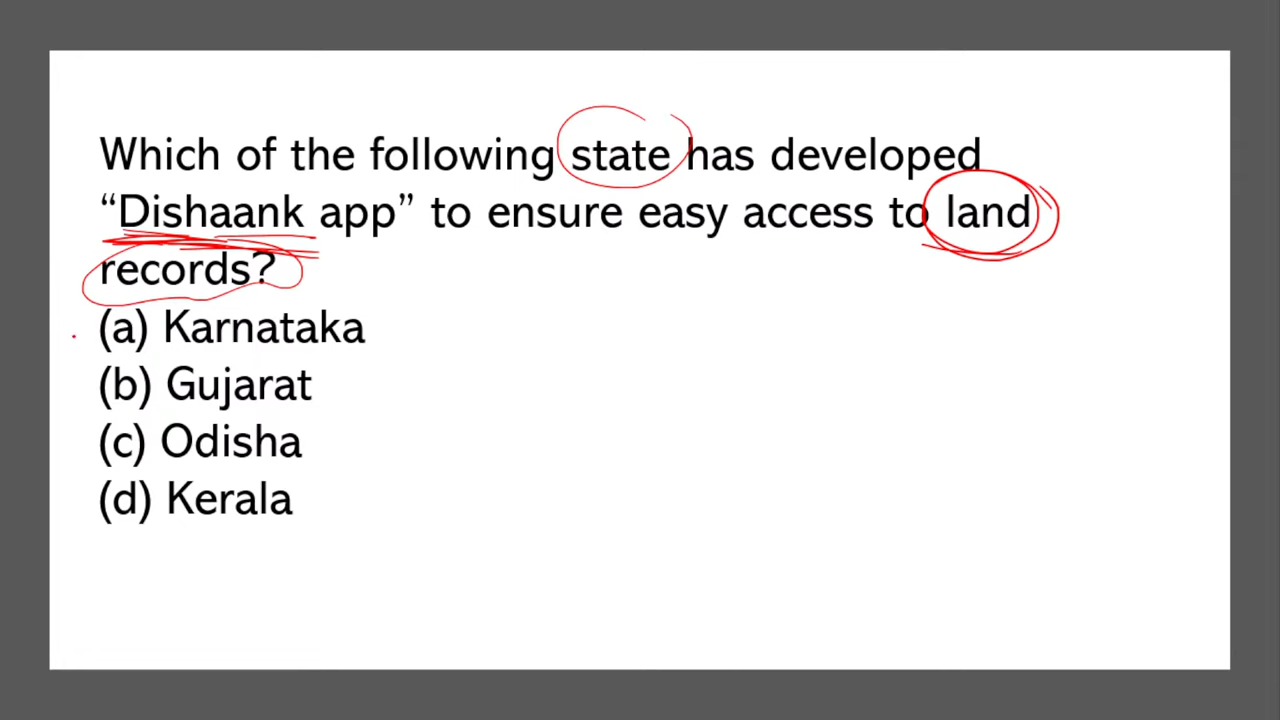 Which of the following state has developed
“Dishaank app” to ensure easy access to land
records?
(a) Karnataka
(b) Gujarat
(c) Odisha
(d) Kerala